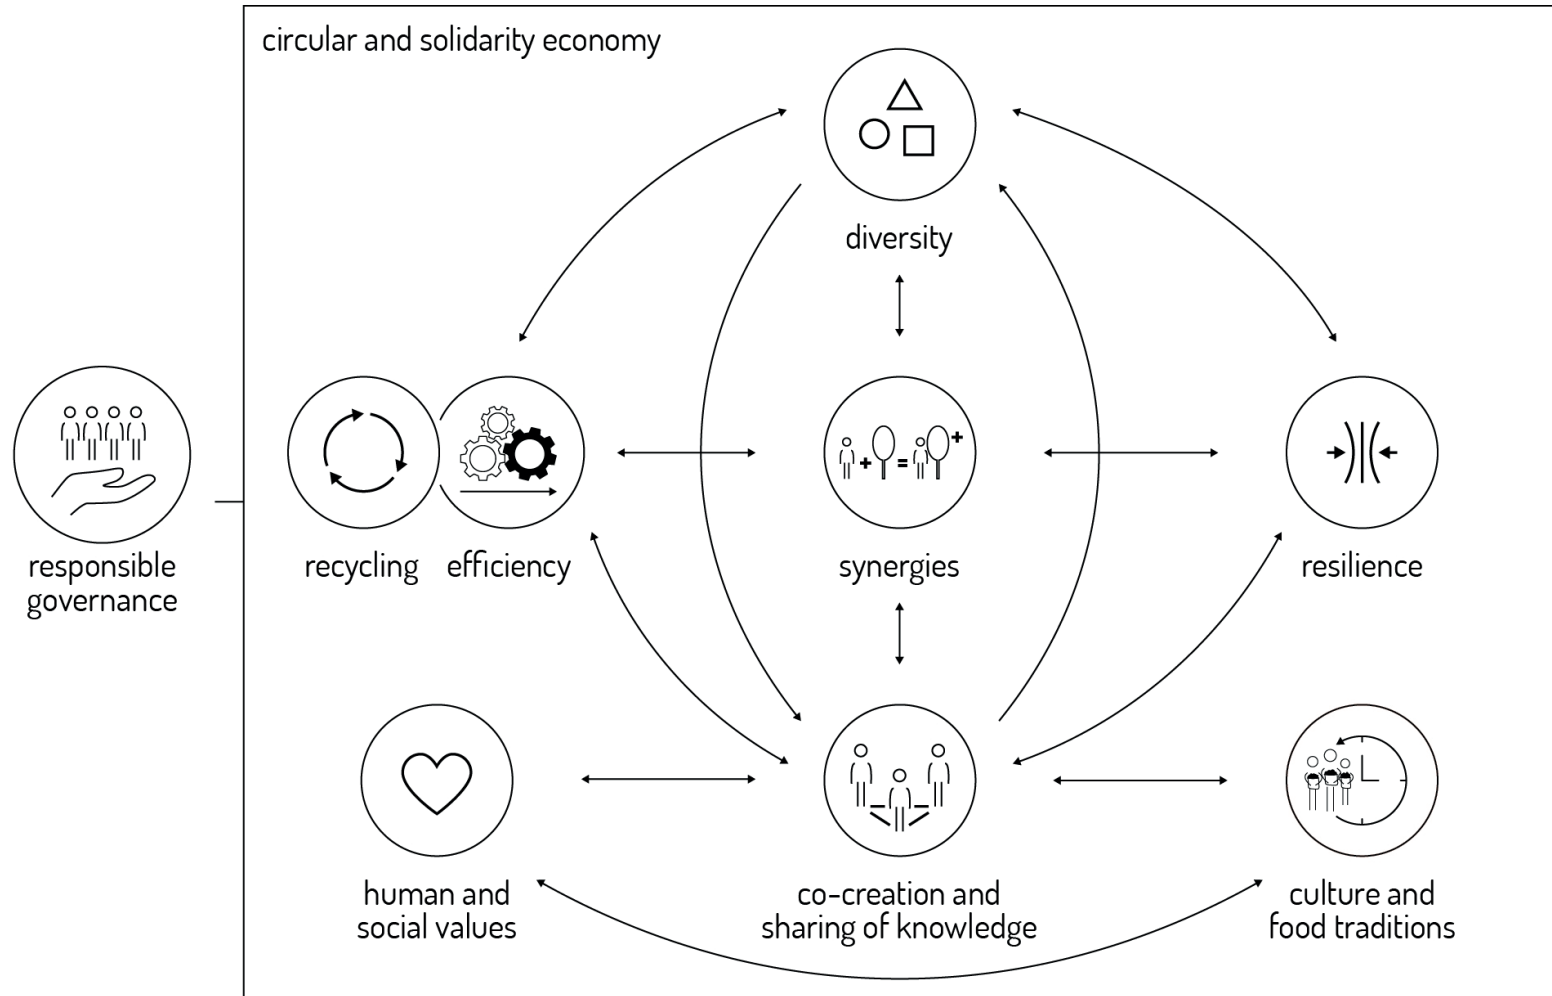 circular and solidarity economy
diversity
responsible
governance
recycling
efficiency
synergies
resilience
human and
social values
co-creation and
sharing of knowledge
culture and
food traditions